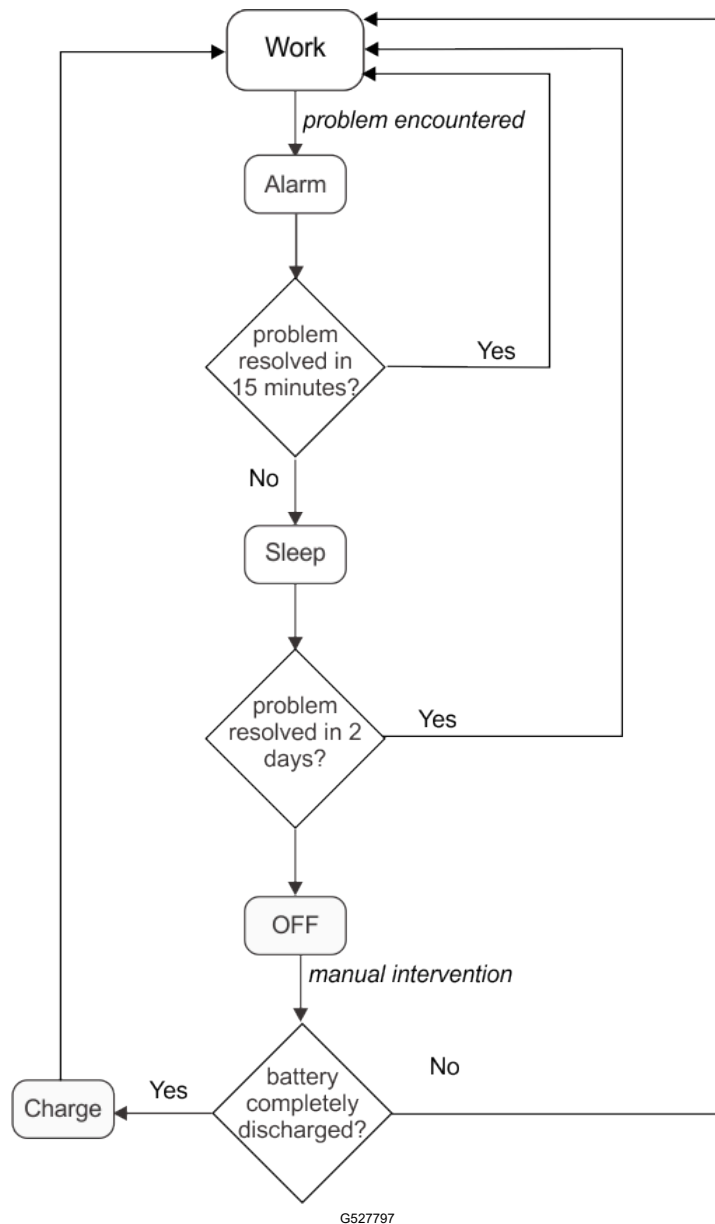 Work
problem encountered
Alarm
problem
resolved in
15 minutes?
Yes
No
Sleep
problem
resolved in 2
days?
Yes
OFF
manual intervention
battery
completely
discharged?
No
Yes
Charge
G527797